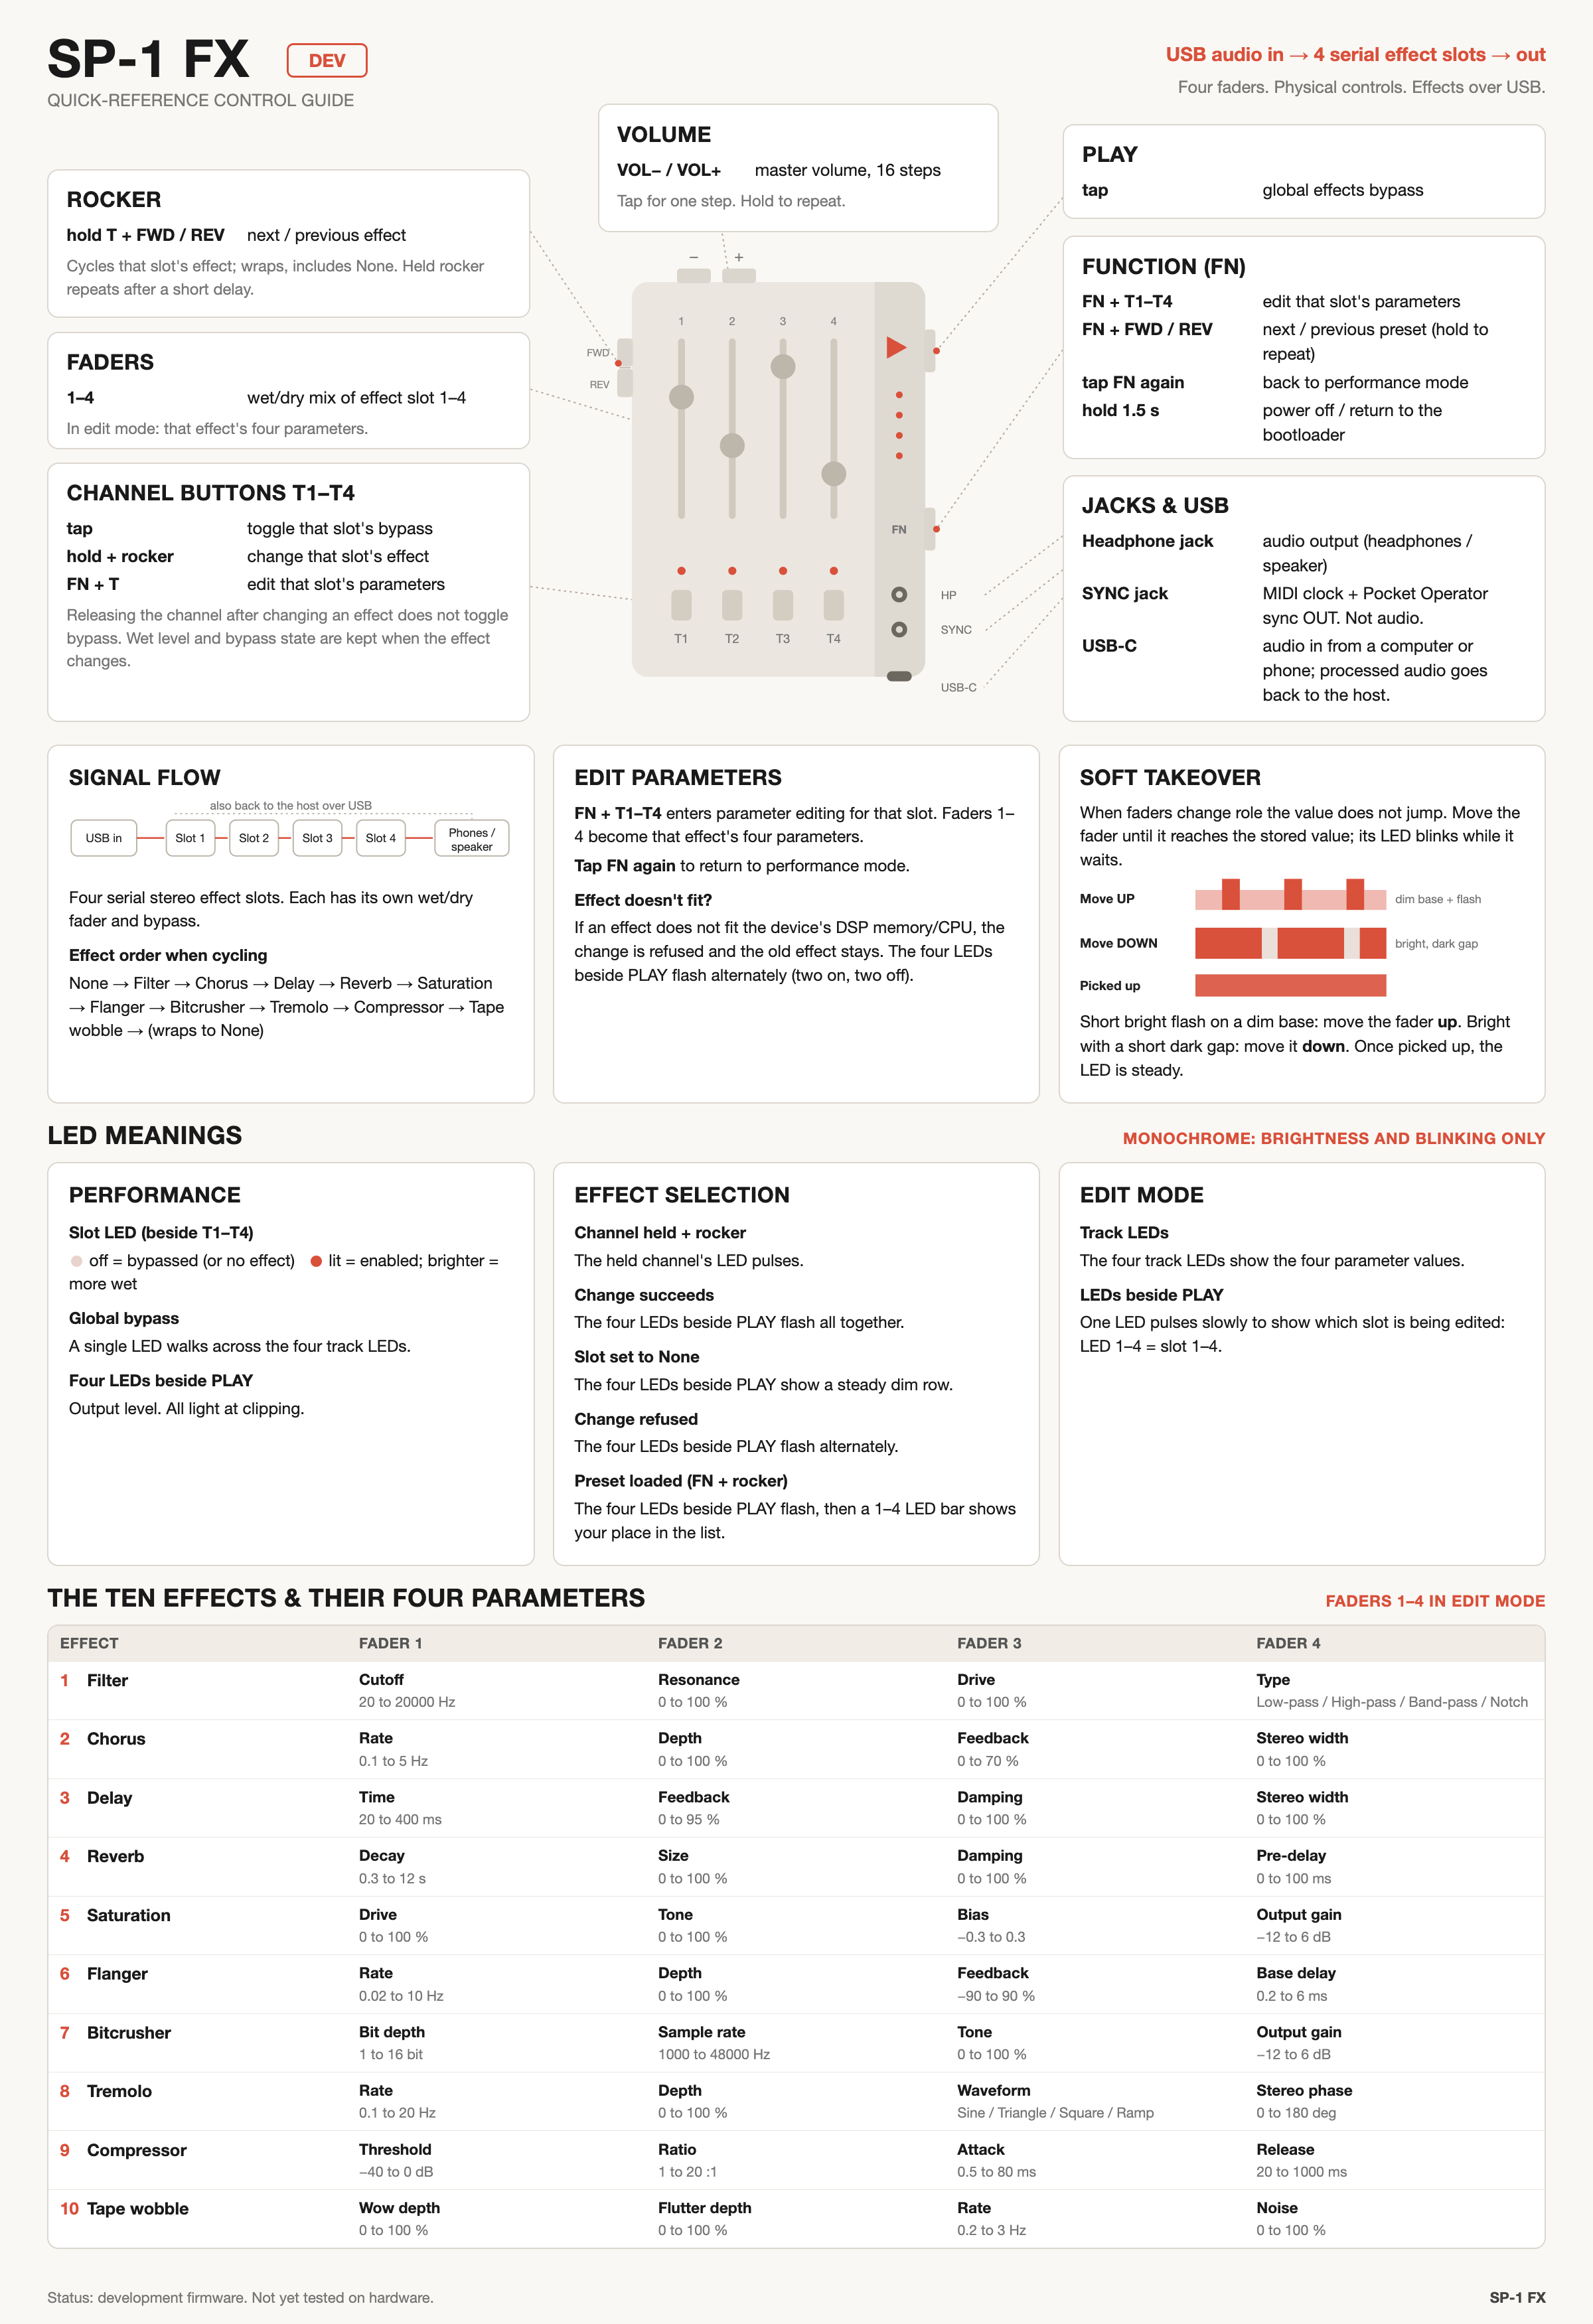 SP-1 FX
DEV
QUICK-REFERENCE CONTROL GUIDE
USB audio in → 4 serial effect slots → out
Four faders. Physical controls. Effects over USB.
ROCKER
hold T + FWD / REV next / previous effect
Cycles that slot's effect; wraps, includes None. Held rocker
repeats after a short delay.
FADERS
1–4 wet/dry mix of effect slot 1–4
In edit mode: that effect's four parameters.
CHANNEL BUTTONS T1–T4
tap toggle that slot's bypass
hold + rocker change that slot's effect
FN + T edit that slot's parameters
Releasing the channel after changing an effect does not toggle
bypass. Wet level and bypass state are kept when the effect
changes.
VOLUME
VOL− / VOL+ master volume, 16 steps
Tap for one step. Hold to repeat.
− +
1 2 3 4
FWD
REV
FN
HP
SYNC
T1 T2 T3 T4
USB-C
PLAY
tap global effects bypass
FUNCTION (FN)
FN + T1–T4 edit that slot's parameters
FN + FWD / REV next / previous preset (hold to
repeat)
tap FN again back to performance mode
hold 1.5 s power off / return to the
bootloader
JACKS & USB
Headphone jack audio output (headphones /
speaker)
SYNC jack MIDI clock + Pocket Operator
sync OUT. Not audio.
USB-C audio in from a computer or
phone; processed audio goes
back to the host.
SIGNAL FLOW
also back to the host over USB
USB in Slot 1 Slot 2 Slot 3 Slot 4 Phones /
speaker
Four serial stereo effect slots. Each has its own wet/dry
fader and bypass.
Effect order when cycling
None → Filter → Chorus → Delay → Reverb → Saturation
→ Flanger → Bitcrusher → Tremolo → Compressor → Tape
wobble → (wraps to None)
EDIT PARAMETERS
FN + T1–T4 enters parameter editing for that slot. Faders 1–
4 become that effect's four parameters.
Tap FN again to return to performance mode.
Effect doesn't fit?
If an effect does not fit the device's DSP memory/CPU, the
change is refused and the old effect stays. The four LEDs
beside PLAY flash alternately (two on, two off).
SOFT TAKEOVER
When faders change role the value does not jump. Move the
fader until it reaches the stored value; its LED blinks while it
waits.
Move UP dim base + flash
Move DOWN bright, dark gap
Picked up
Short bright flash on a dim base: move the fader up. Bright
with a short dark gap: move it down. Once picked up, the
LED is steady.
LED MEANINGS
MONOCHROME: BRIGHTNESS AND BLINKING ONLY
PERFORMANCE
Slot LED (beside T1–T4)
off = bypassed (or no effect) lit = enabled; brighter =
more wet
Global bypass
A single LED walks across the four track LEDs.
Four LEDs beside PLAY
Output level. All light at clipping.
EFFECT SELECTION
Channel held + rocker
The held channel's LED pulses.
Change succeeds
The four LEDs beside PLAY flash all together.
Slot set to None
The four LEDs beside PLAY show a steady dim row.
Change refused
The four LEDs beside PLAY flash alternately.
Preset loaded (FN + rocker)
The four LEDs beside PLAY flash, then a 1–4 LED bar shows
your place in the list.
EDIT MODE
Track LEDs
The four track LEDs show the four parameter values.
LEDs beside PLAY
One LED pulses slowly to show which slot is being edited:
LED 1–4 = slot 1–4.
THE TEN EFFECTS & THEIR FOUR PARAMETERS
FADERS 1–4 IN EDIT MODE
EFFECT FADER 1 FADER 2 FADER 3 FADER 4
1 Filter Cutoff Resonance Drive Type
20 to 20000 Hz 0 to 100 % 0 to 100 % Low-pass / High-pass / Band-pass / Notch
2 Chorus Rate Depth Feedback Stereo width
0.1 to 5 Hz 0 to 100 % 0 to 70 % 0 to 100 %
3 Delay Time Feedback Damping Stereo width
20 to 400 ms 0 to 95 % 0 to 100 % 0 to 100 %
4 Reverb Decay Size Damping Pre-delay
0.3 to 12 s 0 to 100 % 0 to 100 % 0 to 100 ms
5 Saturation Drive Tone Bias Output gain
0 to 100 % 0 to 100 % −0.3 to 0.3 −12 to 6 dB
6 Flanger Rate Depth Feedback Base delay
0.02 to 10 Hz 0 to 100 % −90 to 90 % 0.2 to 6 ms
7 Bitcrusher Bit depth Sample rate Tone Output gain
1 to 16 bit 1000 to 48000 Hz 0 to 100 % −12 to 6 dB
8 Tremolo Rate Depth Waveform Stereo phase
0.1 to 20 Hz 0 to 100 % Sine / Triangle / Square / Ramp 0 to 180 deg
9 Compressor Threshold Ratio Attack Release
−40 to 0 dB 1 to 20 :1 0.5 to 80 ms 20 to 1000 ms
10 Tape wobble Wow depth Flutter depth Rate Noise
0 to 100 % 0 to 100 % 0.2 to 3 Hz 0 to 100 %
Status: development firmware. Not yet tested on hardware.
SP-1 FX